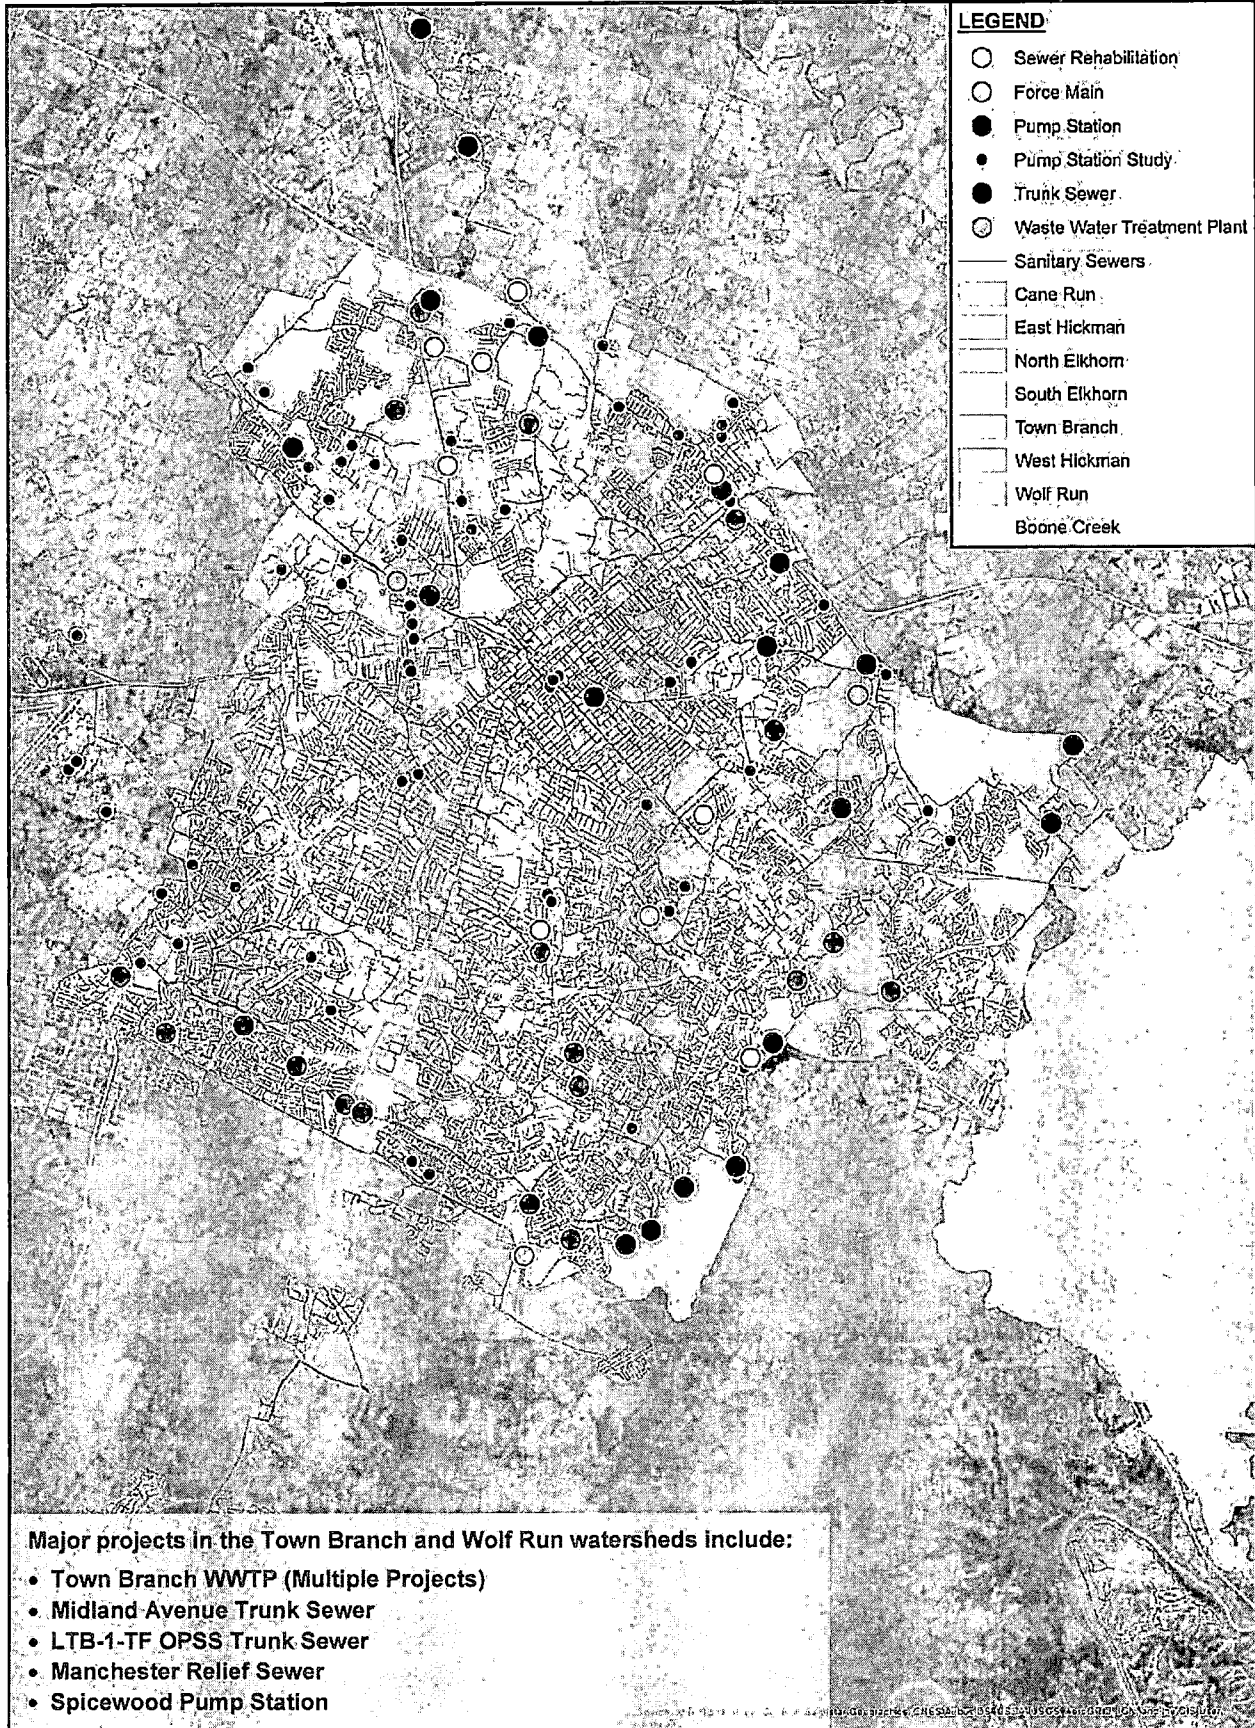 LEGEND
Sewer Rehabilitation
Force Main
Pump Station
Pump Station Study
Trunk Sewer
Waste Water Treatment Plant
Sanitary Sewers
Cane Run
East Hickman
North Elkhorn
South Elkhorn
Town Branch
West Hickman
Wolf Run
Boone Creek
Major projects in the Town Branch and Wolf Run watersheds include:
• Town Branch WWTP (Multiple Projects)
• Midland Avenue Trunk Sewer
• LTB-1-TF OPSS Trunk Sewer
• Manchester Relief Sewer
• Spicewood Pump Station